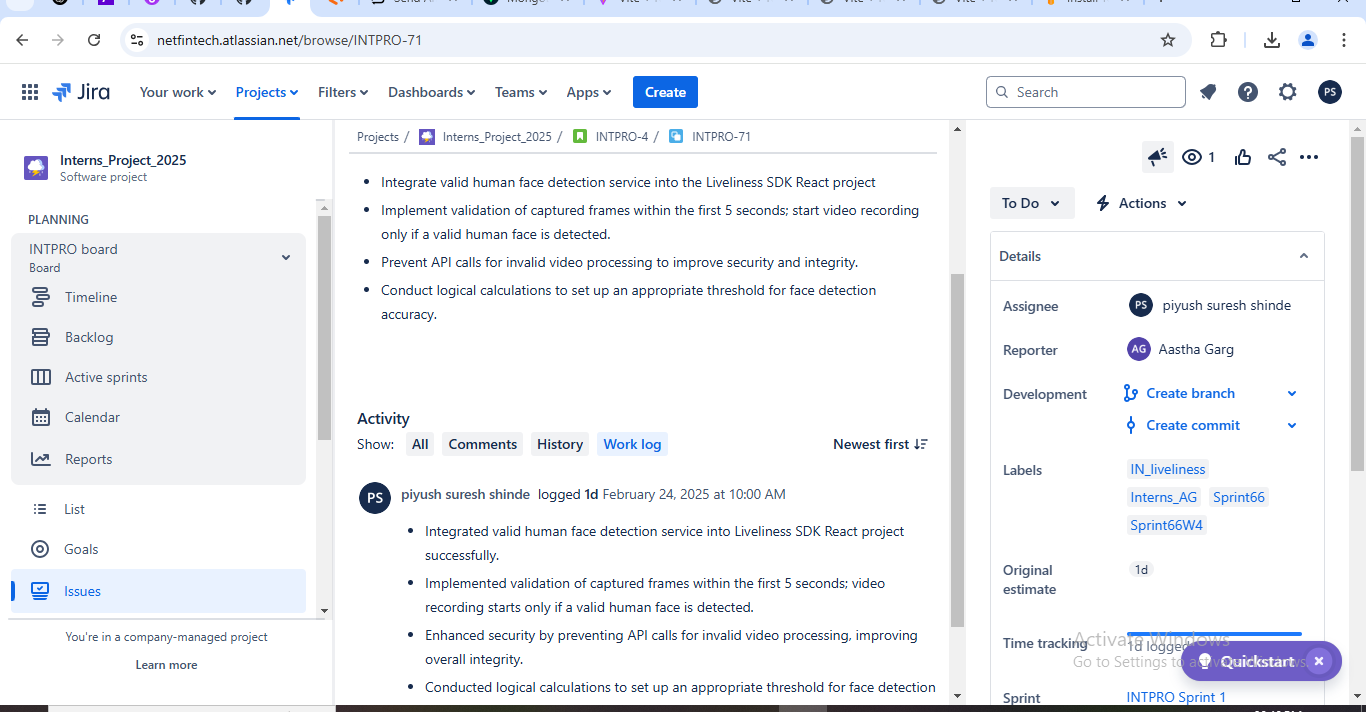 netfintech.atlassian.net/browse/INTPRO-71
Jira
Your work
Projects
Filters
Dashboards
Teams
Apps
Create
Search
PS
Interns_Project_2025
Software project
PLANNING
INTPRO board
Board
Timeline
Backlog
Active sprints
Calendar
Reports
List
Goals
Issues
You're in a company-managed project
Learn more
Projects / Interns_Project_2025 / INTPRO-4 / INTPRO-71
Integrate valid human face detection service into the Liveliness SDK React project
Implement validation of captured frames within the first 5 seconds; start video recording
only if a valid human face is detected.
Prevent API calls for invalid video processing to improve security and integrity.
Conduct logical calculations to set up an appropriate threshold for face detection
accuracy.
Activity
Show: All Comments History Work log Newest first
PS piyush suresh shinde logged 1d February 24, 2025 at 10:00 AM
Integrated valid human face detection service into Liveliness SDK React project
successfully.
Implemented validation of captured frames within the first 5 seconds; video
recording starts only if a valid human face is detected.
Enhanced security by preventing API calls for invalid video processing, improving
overall integrity.
Conducted logical calculations to set up an appropriate threshold for face detection
1
To Do
Actions
Details
Assignee PS piyush suresh shinde
Reporter AG Aastha Garg
Development Create branch
Create commit
Labels IN_liveliness
Interns_AG Sprint66
Sprint66W4
Original
estimate
1d
Time tracking 1d logged
Sprint INTPRO Sprint 1
Activate Windows
Go to Settings to activate Windows
Quickstart